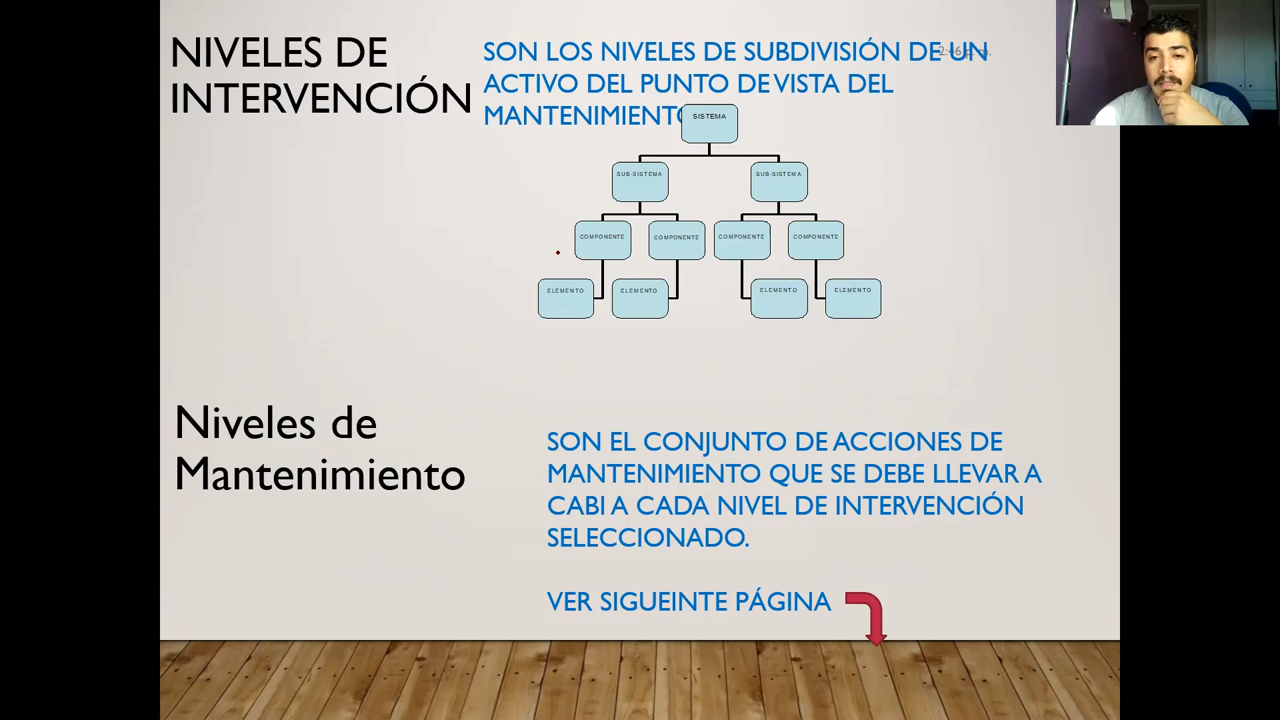 NIVELES DE
INTERVENCIÓN
SON LOS NIVELES DE SUBDIVISIÓN DE UN
ACTIVO DEL PUNTO DE VISTA DEL
MANTENIMIENTO
SISTEMA
SUB-SISTEMA SUB-SISTEMA
COMPONENTE COMPONENTE COMPONENTE COMPONENTE
ELEMENTO ELEMENTO ELEMENTO ELEMENTO
Niveles de
Mantenimiento
SON EL CONJUNTO DE ACCIONES DE
MANTENIMIENTO QUE SE DEBE LLEVAR A
CABI A CADA NIVEL DE INTERVENCIÓN
SELECCIONADO.
VER SIGUEINTE PÁGINA